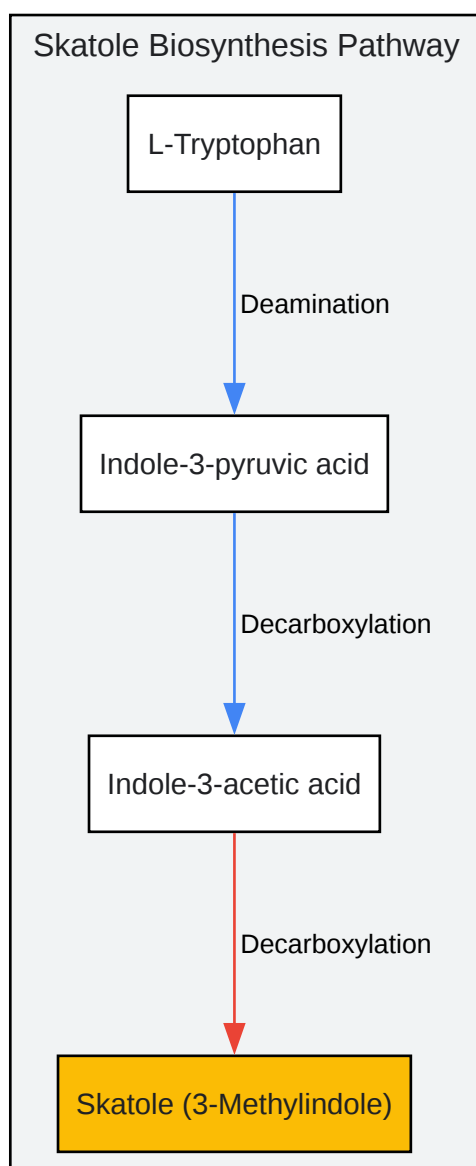 Skatole Biosynthesis Pathway
L-Tryptophan
Deamination
Indole-3-pyruvic acid
Decarboxylation
Indole-3-acetic acid
Decarboxylation
Skatole (3-Methylindole)